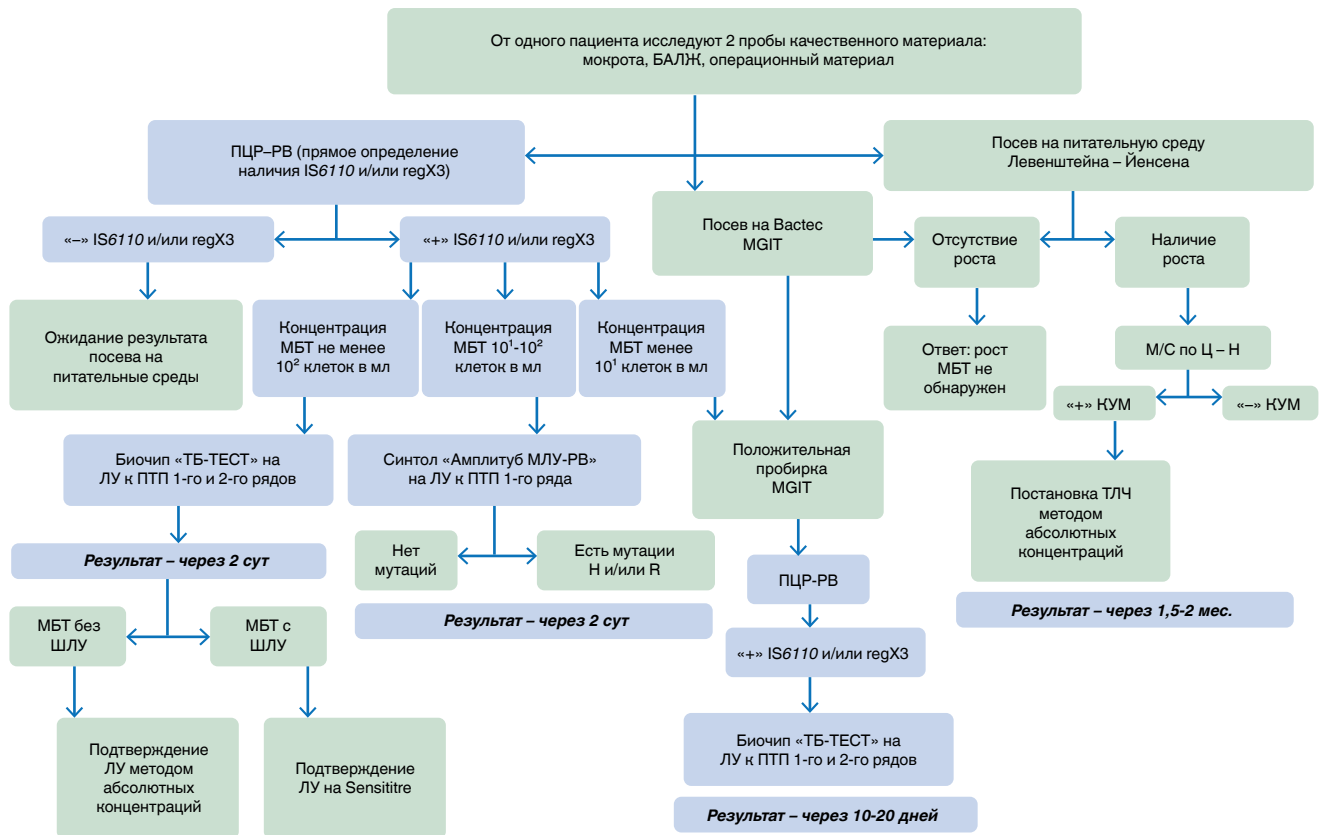 От одного пациента исследуют 2 пробы качественного материала:
мокрота, БАЛЖ, операционный материал
ПЦР–РВ (прямое определение
наличия IS6110 и/или regX3)
Посев на питательную среду
Левенштейна – Йенсена
«–» IS6110 и/или regX3
«+» IS6110 и/или regX3
Посев на Bactec
MGIT
Отсутствие
роста
Наличие
роста
Ожидание результата
посева на
питательные среды
Концентрация
МБТ не менее
10² клеток в мл
Концентрация
МБТ 10¹-10²
клеток в мл
Концентрация
МБТ менее
10¹ клеток в мл
Ответ: рост
МБТ не
обнаружен
М/С по Ц – Н
«+» КУМ
«–» КУМ
Биочип «ТБ-ТЕСТ» на
ЛУ к ПТП 1-го и 2-го рядов
Синтол «Амплитуб МЛУ-РВ»
на ЛУ к ПТП 1-го ряда
Положительная
пробирка
MGIT
Постановка ТЛЧ
методом
абсолютных
концентраций
Результат – через 2 сут
Нет
мутаций
Есть мутации
H и/или R
ПЦР-РВ
Результат – через 1,5-2 мес.
МБТ без
ШЛУ
МБТ с
ШЛУ
Результат – через 2 сут
«+» IS6110 и/или regX3
Подтверждение
ЛУ методом
абсолютных
концентраций
Подтверждение
ЛУ на Sensititre
Биочип «ТБ-ТЕСТ» на
ЛУ к ПТП 1-го и 2-го рядов
Результат – через 10-20 дней